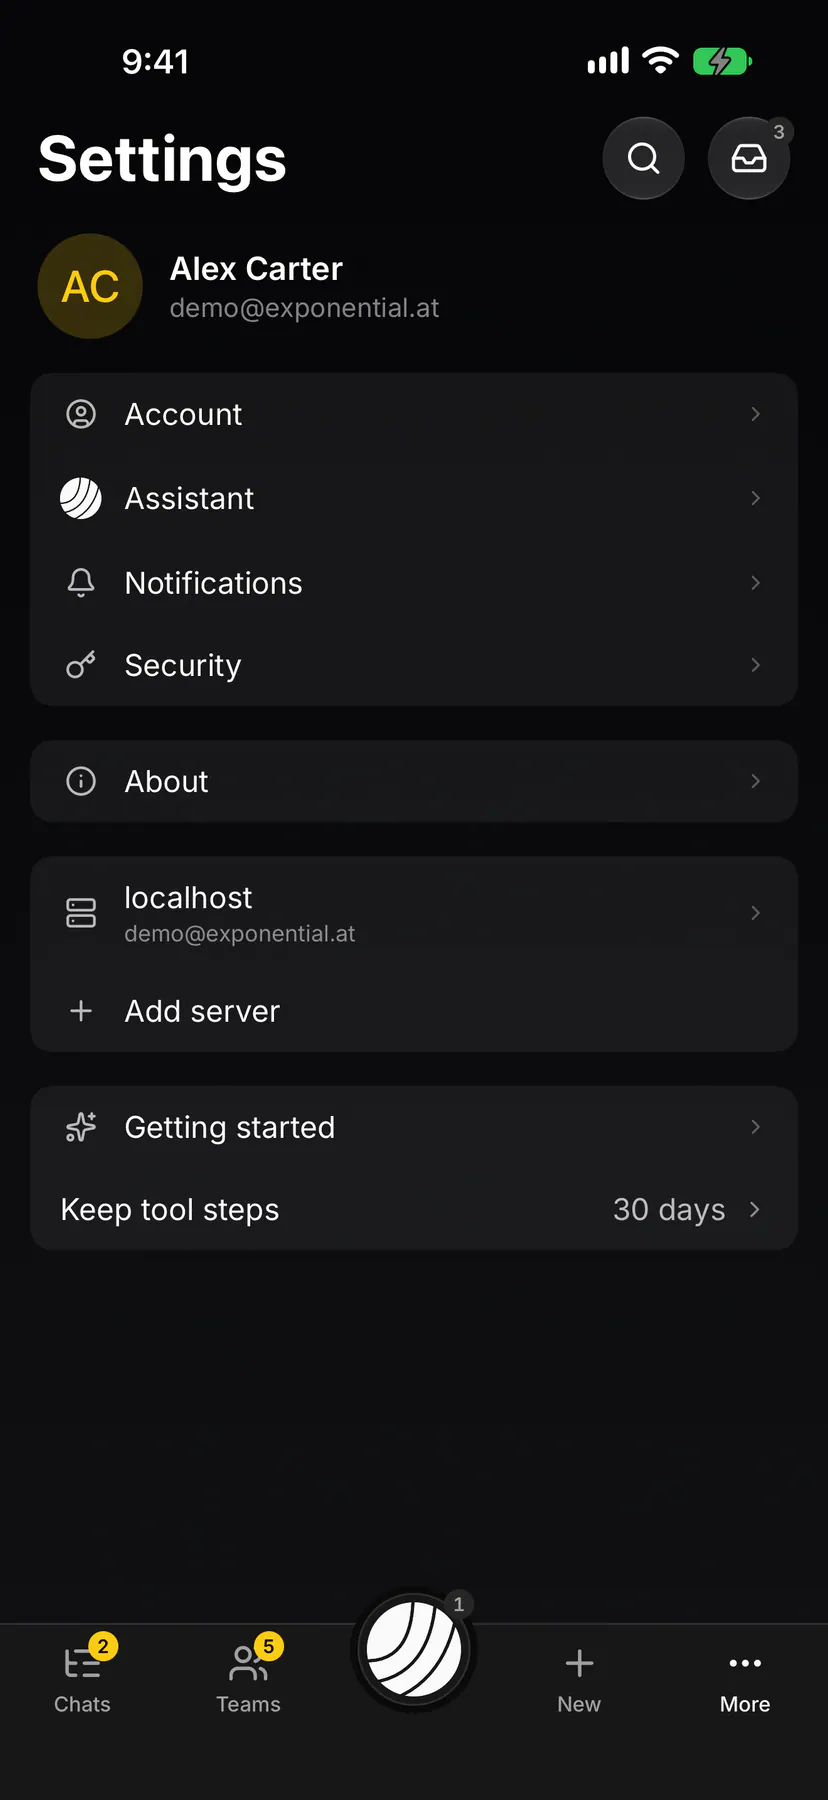 9:41
Settings
3
AC
Alex Carter
demo@exponential.at
Account
Assistant
Notifications
Security
About
localhost
demo@exponential.at
Add server
Getting started
Keep tool steps 30 days
2
5
1
Chats
Teams
New
More